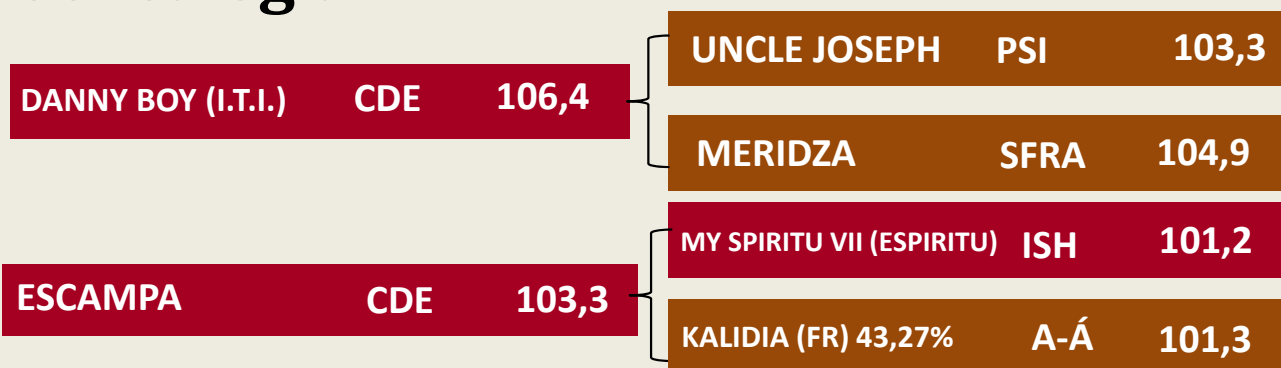 UNCLE JOSEPH PSI 103,3
DANNY BOY (I.T.I.) CDE 106,4
MERIDZA SFRA 104,9
MY SPIRITU VII (ESPIRITU) ISH 101,2
ESCAMPA CDE 103,3
KALIDIA (FR) 43,27% A-Á 101,3